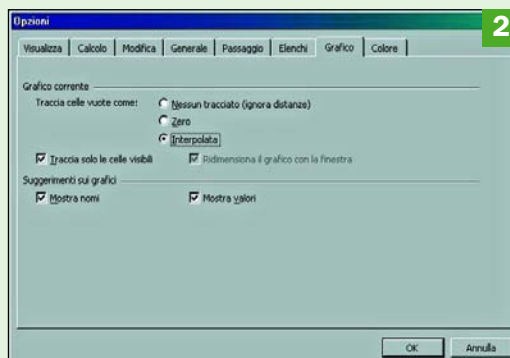 Opzioni
2
Visualizza Calcolo Modifica Generale Passaggio Elenchi Grafico Colore
Grafico corrente
Traccia celle vuote come: Nessun tracciato (ignora distanze)
Zero
Interpolata
Traccia solo le celle visibili Ridimensiona il grafico con la finestra
Suggerimenti sui grafici
Mostra nomi Mostra valori
OK Annulla